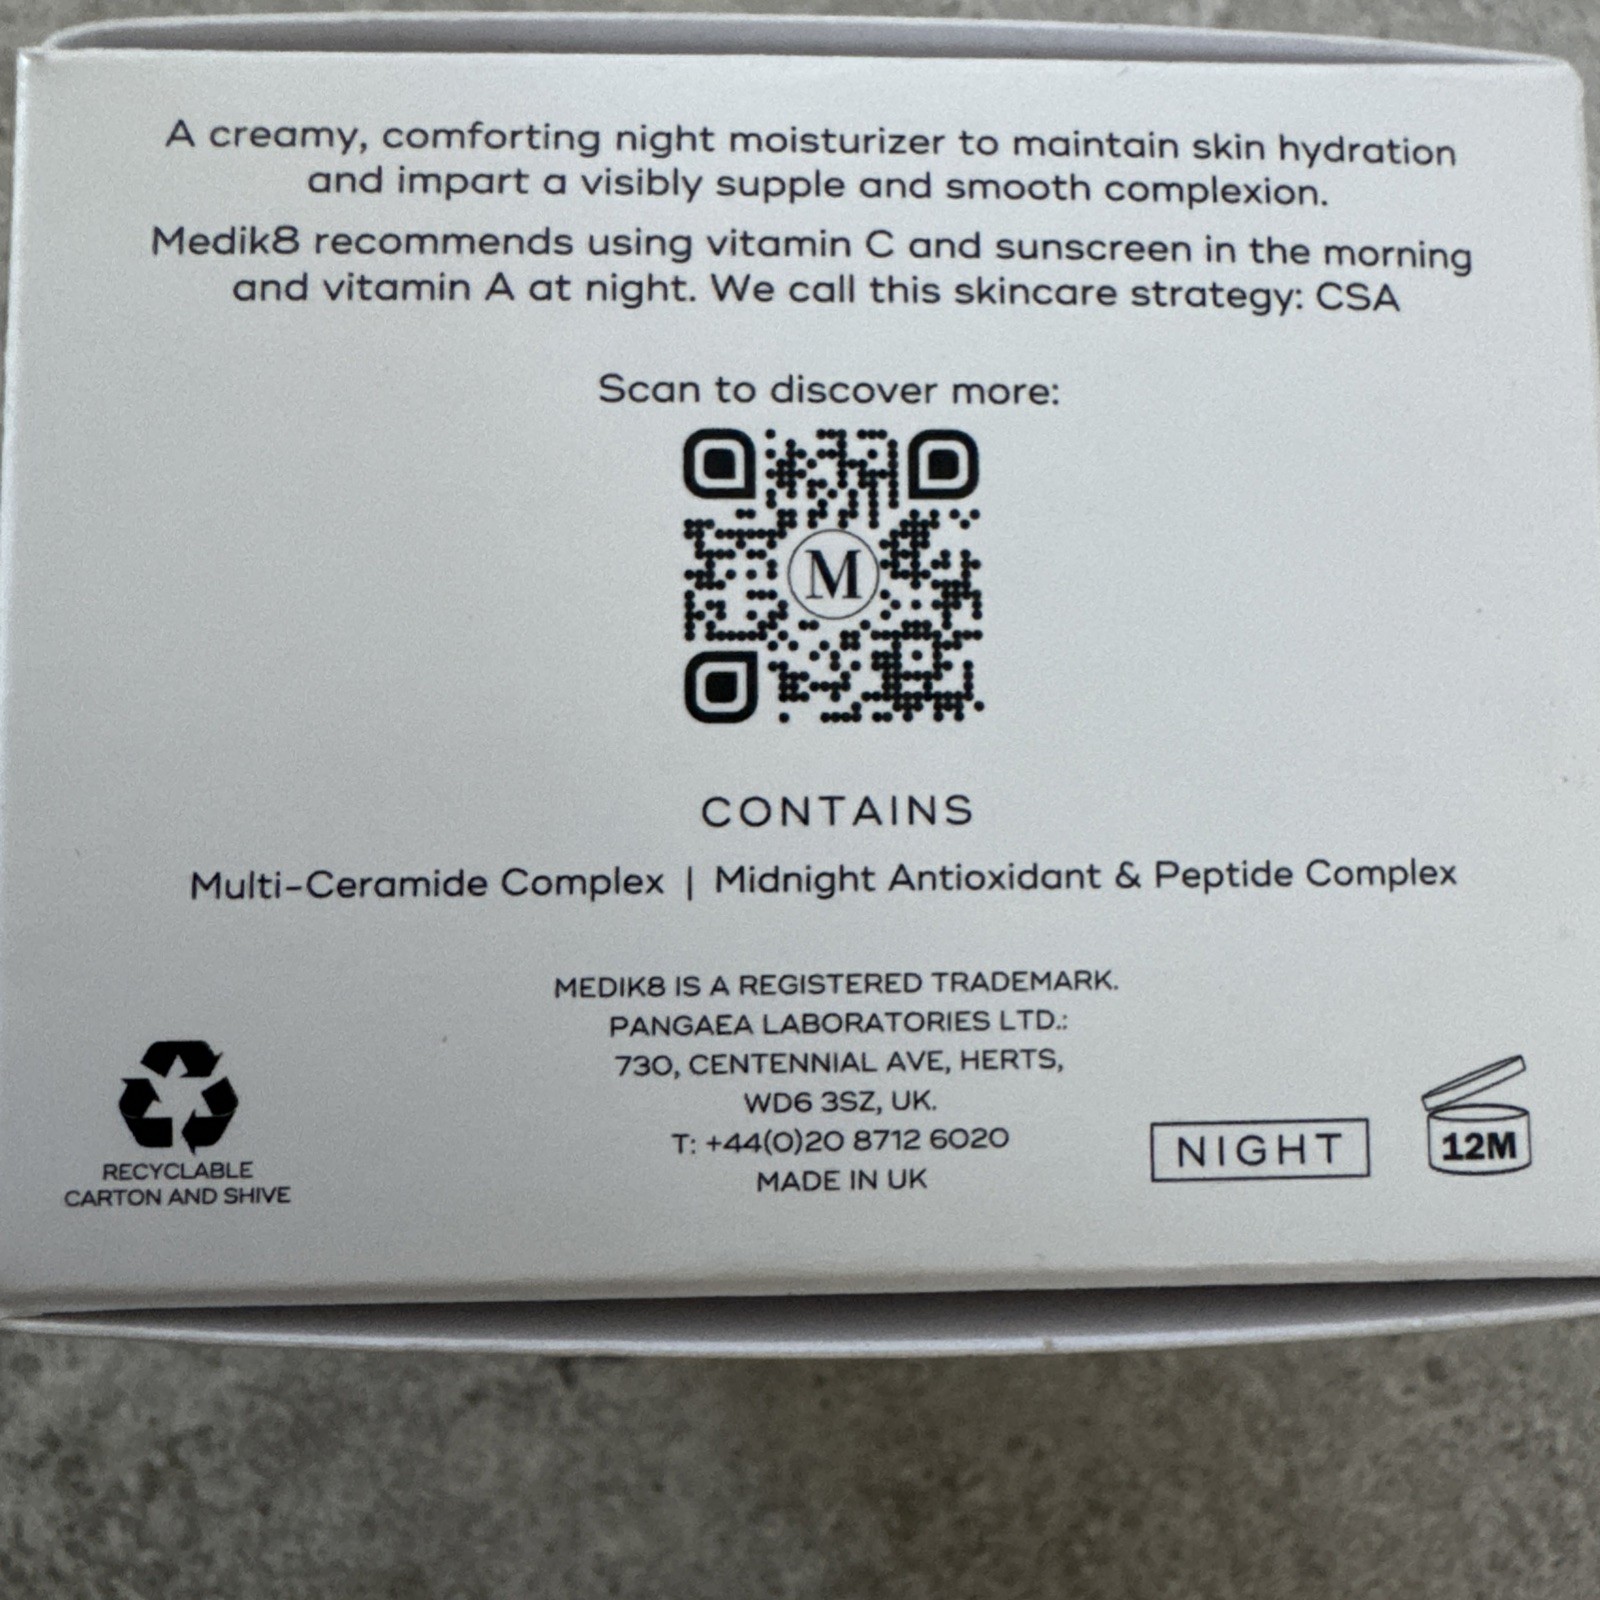 A creamy, comforting night moisturizer to maintain skin hydration
and impart a visibly supple and smooth complexion.
Medik8 recommends using vitamin C and sunscreen in the morning
and vitamin A at night. We call this skincare strategy: CSA
Scan to discover more:
M
CONTAINS
Multi-Ceramide Complex | Midnight Antioxidant & Peptide Complex
MEDIK8 IS A REGISTERED TRADEMARK.
PANGAEA LABORATORIES LTD.:
730, CENTENNIAL AVE, HERTS,
WD6 3SZ, UK.
T: +44(0)20 8712 6020
MADE IN UK
RECYCLABLE
CARTON AND SHIVE
NIGHT
12M